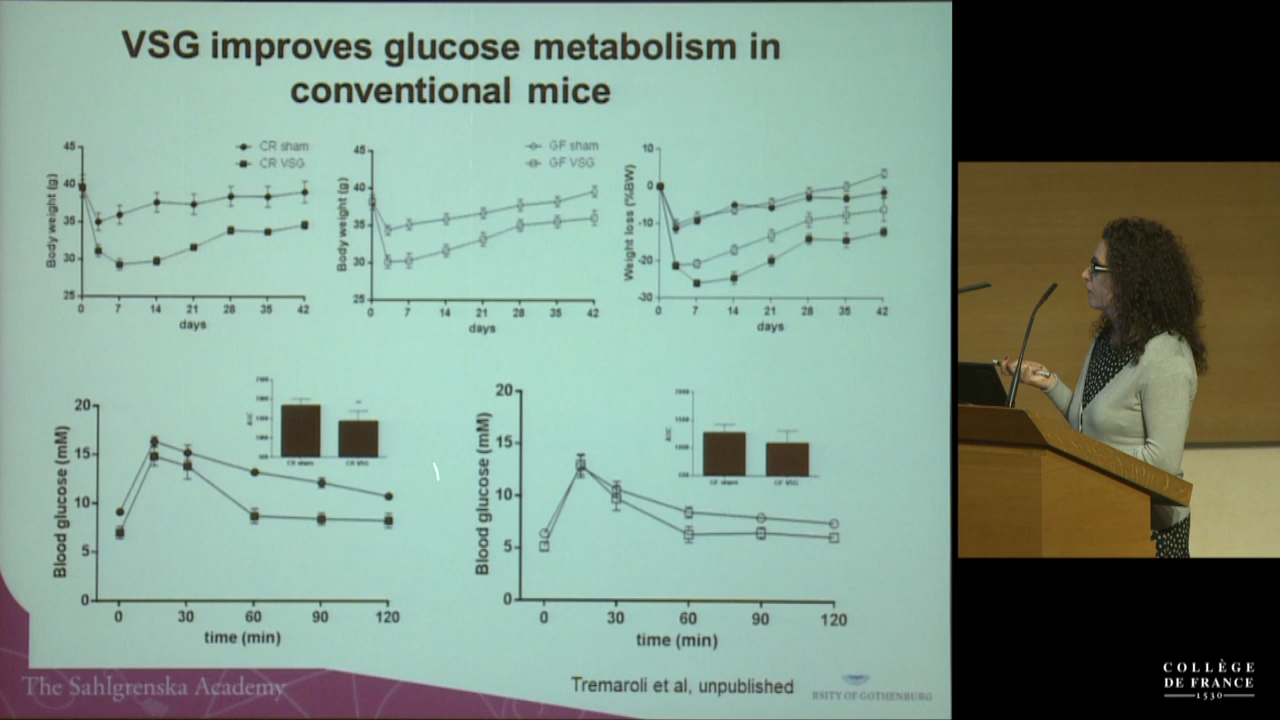 VSG improves glucose metabolism in
conventional mice
CR sham
CR VSG
Body weight (g)
45
40
35
30
25
0 7 14 21 28 35 42
days
GF sham
GF VSG
Body weight (g)
45
40
35
30
25
0 7 14 21 28 35 42
days
Weight loss (%BW)
10
0
-10
-20
-30
0 7 14 21 28 35 42
days
Blood glucose (mM)
20
15
10
5
0
0 30 60 90 120
time (min)
AUC
CR sham CR VSG
Blood glucose (mM)
20
15
10
5
0
0 30 60 90 120
time (min)
AUC
GF sham GF VSG
The Sahlgrenska Academy
Tremaroli et al, unpublished
RSITY OF GOTHENBURG
COLLÈGE
DE FRANCE
1530